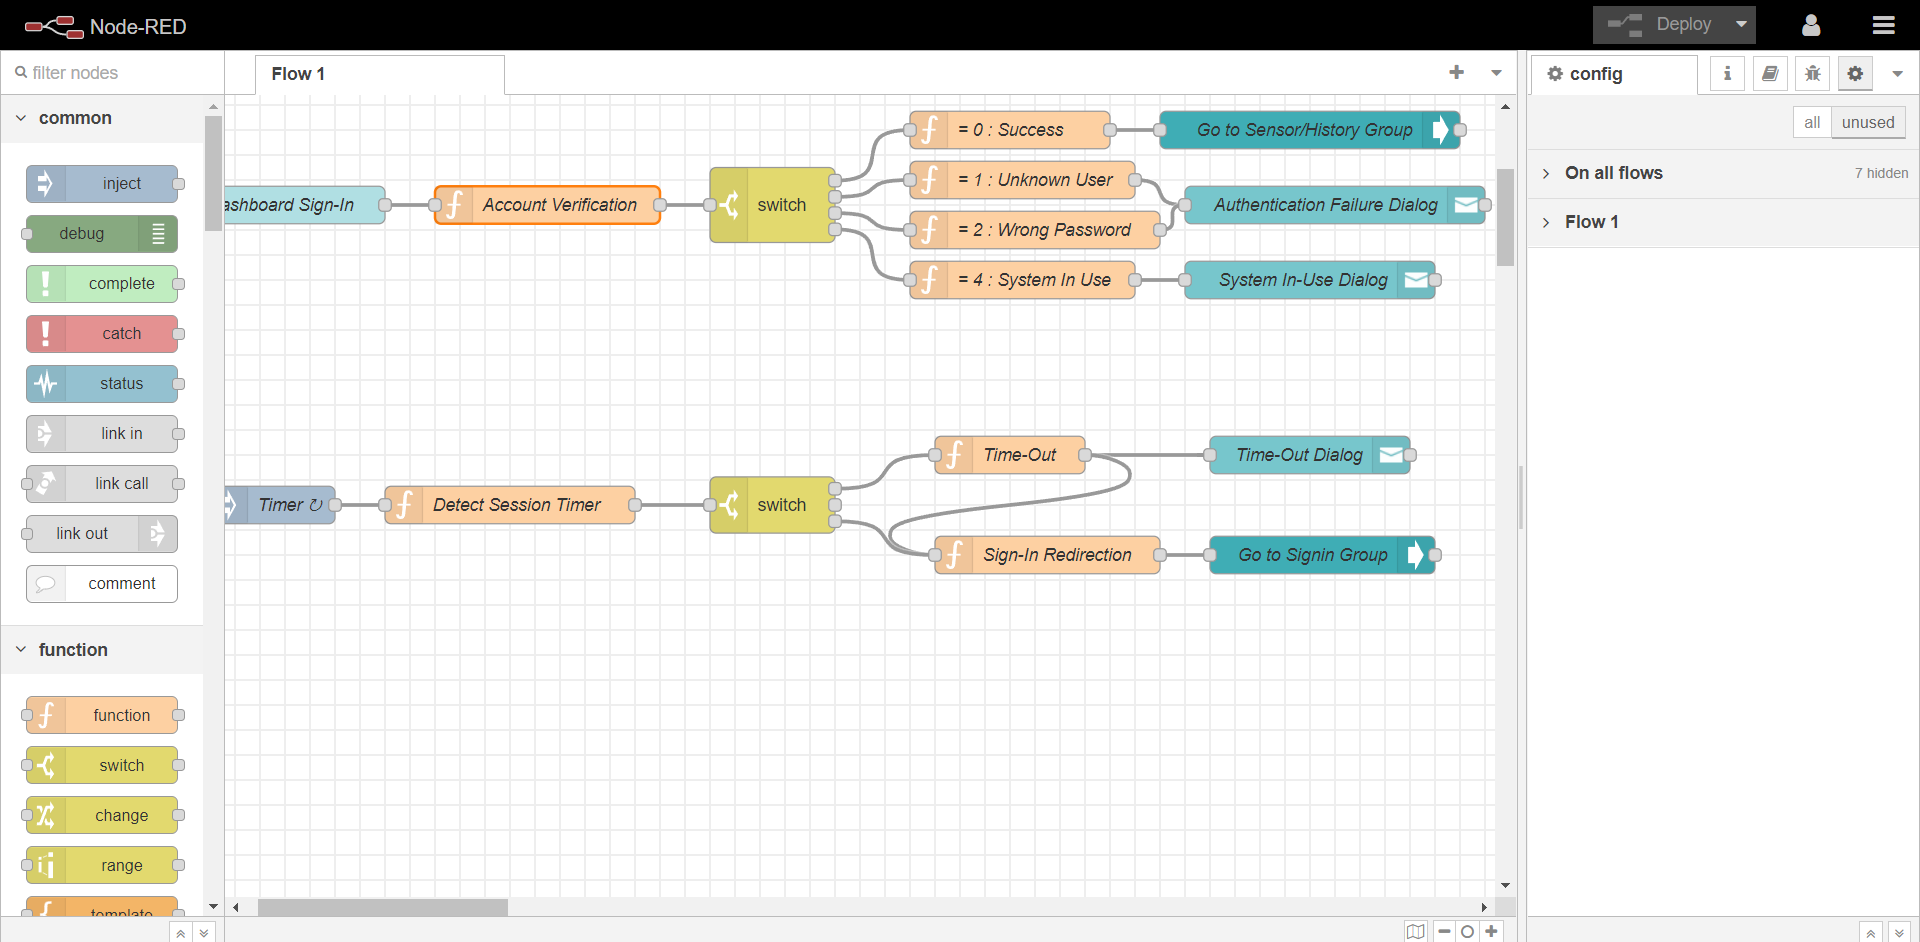 Node-RED
Deploy
filter nodes
Flow 1
config
common
all
unused
inject
debug
complete
catch
status
link in
link call
link out
comment
function
function
switch
change
range
template
ashboard Sign-In
Account Verification
switch
= 0 : Success
Go to Sensor/History Group
= 1 : Unknown User
Authentication Failure Dialog
= 2 : Wrong Password
= 4 : System In Use
System In-Use Dialog
Timer ↻
Detect Session Timer
switch
Time-Out
Time-Out Dialog
Sign-In Redirection
Go to Signin Group
On all flows
7 hidden
Flow 1